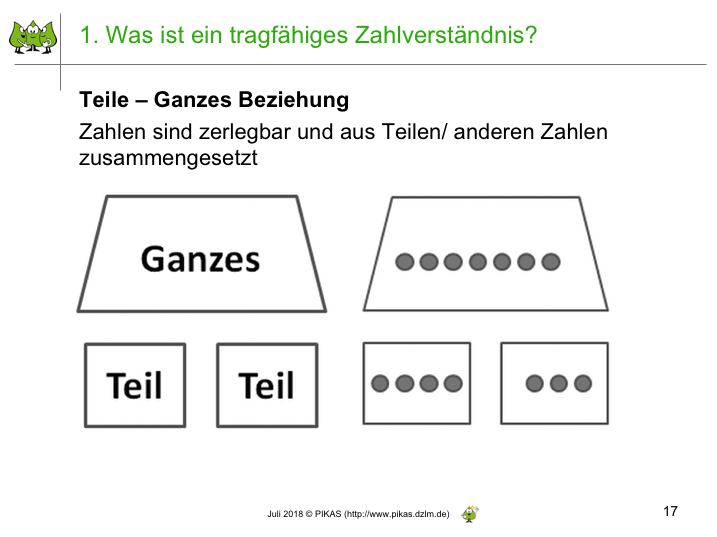 1. Was ist ein tragfähiges Zahlverständnis?
Teile – Ganzes Beziehung
Zahlen sind zerlegbar und aus Teilen/ anderen Zahlen
zusammengesetzt
Ganzes
Teil Teil
Juli 2018 © PIKAS (http://www.pikas.dzlm.de)
17